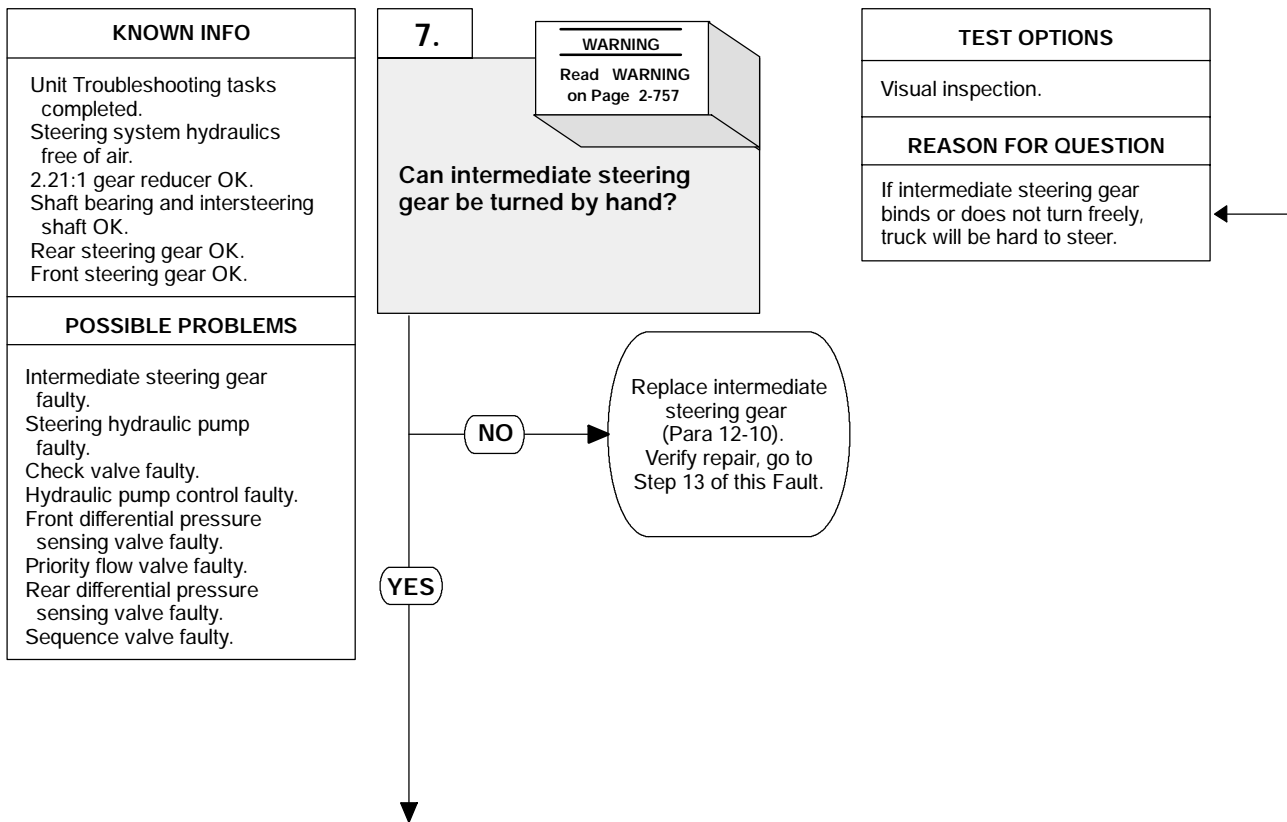 KNOWN INFO
Unit Troubleshooting tasks
completed.
Steering system hydraulics
free of air.
2.21:1 gear reducer OK.
Shaft bearing and intersteering
shaft OK.
Rear steering gear OK.
Front steering gear OK.
POSSIBLE PROBLEMS
Intermediate steering gear
faulty.
Steering hydraulic pump
faulty.
Check valve faulty.
Hydraulic pump control faulty.
Front differential pressure
sensing valve faulty.
Priority flow valve faulty.
Rear differential pressure
sensing valve faulty.
Sequence valve faulty.
7.
WARNING
Read WARNING
on Page 2-757
Can intermediate steering
gear be turned by hand?
NO
Replace intermediate
steering gear
(Para 12-10).
Verify repair, go to
Step 13 of this Fault.
YES
TEST OPTIONS
Visual inspection.
REASON FOR QUESTION
If intermediate steering gear
binds or does not turn freely,
truck will be hard to steer.